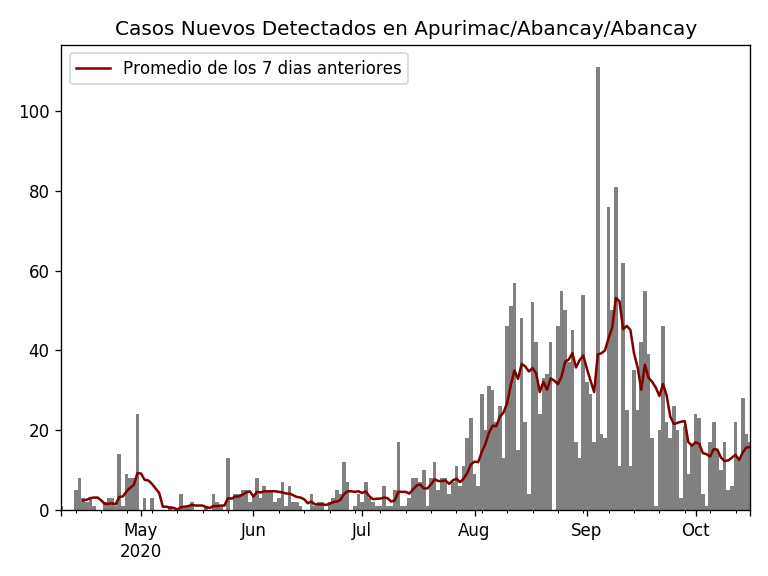 Casos Nuevos Detectados en Apurimac/Abancay/Abancay
Promedio de los 7 dias anteriores
100
80
60
40
20
0
May Jun Jul Aug Sep Oct
2020